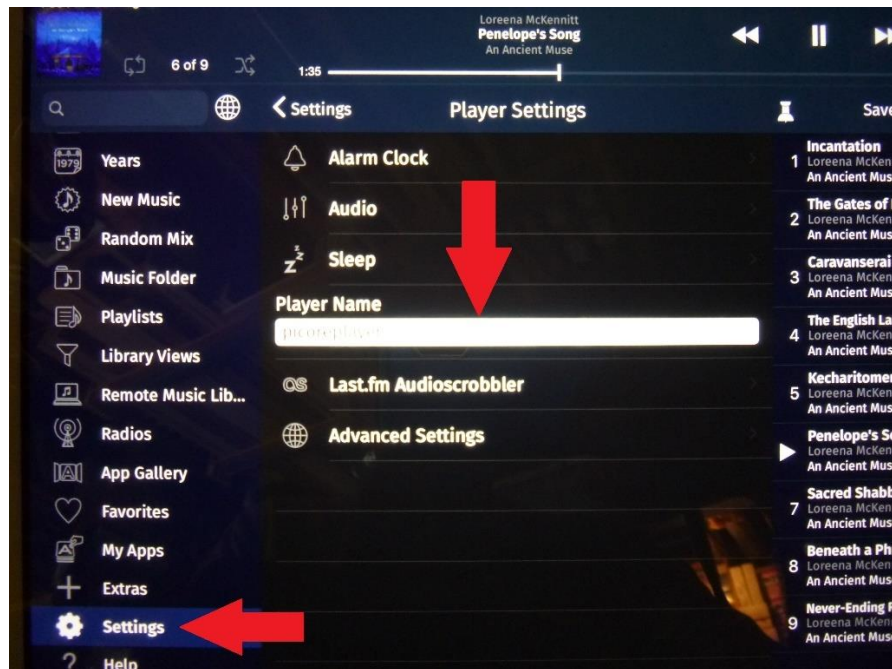 Loreena McKennitt
Penelope's Song
An Ancient Muse
6 of 9
1:35
Settings
Player Settings
Save
1979
Years
New Music
Random Mix
Music Folder
Playlists
Library Views
Remote Music Lib...
Radios
App Gallery
Favorites
My Apps
Extras
Settings
Help
Alarm Clock
Audio
Sleep
Player Name
picoreplayer
Last.fm Audioscrobbler
Advanced Settings
Incantation
1 Loreena McKen
An Ancient Mus
The Gates of
2 Loreena McKen
An Ancient Mus
Caravanserai
3 Loreena McKen
An Ancient Mus
The English La
4 Loreena McKen
An Ancient Mus
Kecharitome
5 Loreena McKen
An Ancient Mus
Penelope's S
Loreena McKen
An Ancient Mus
Sacred Shabb
7 Loreena McKen
An Ancient Mus
Beneath a Ph
8 Loreena McKen
An Ancient Mus
Never-Ending
9 Loreena McKen
An Ancient Mus